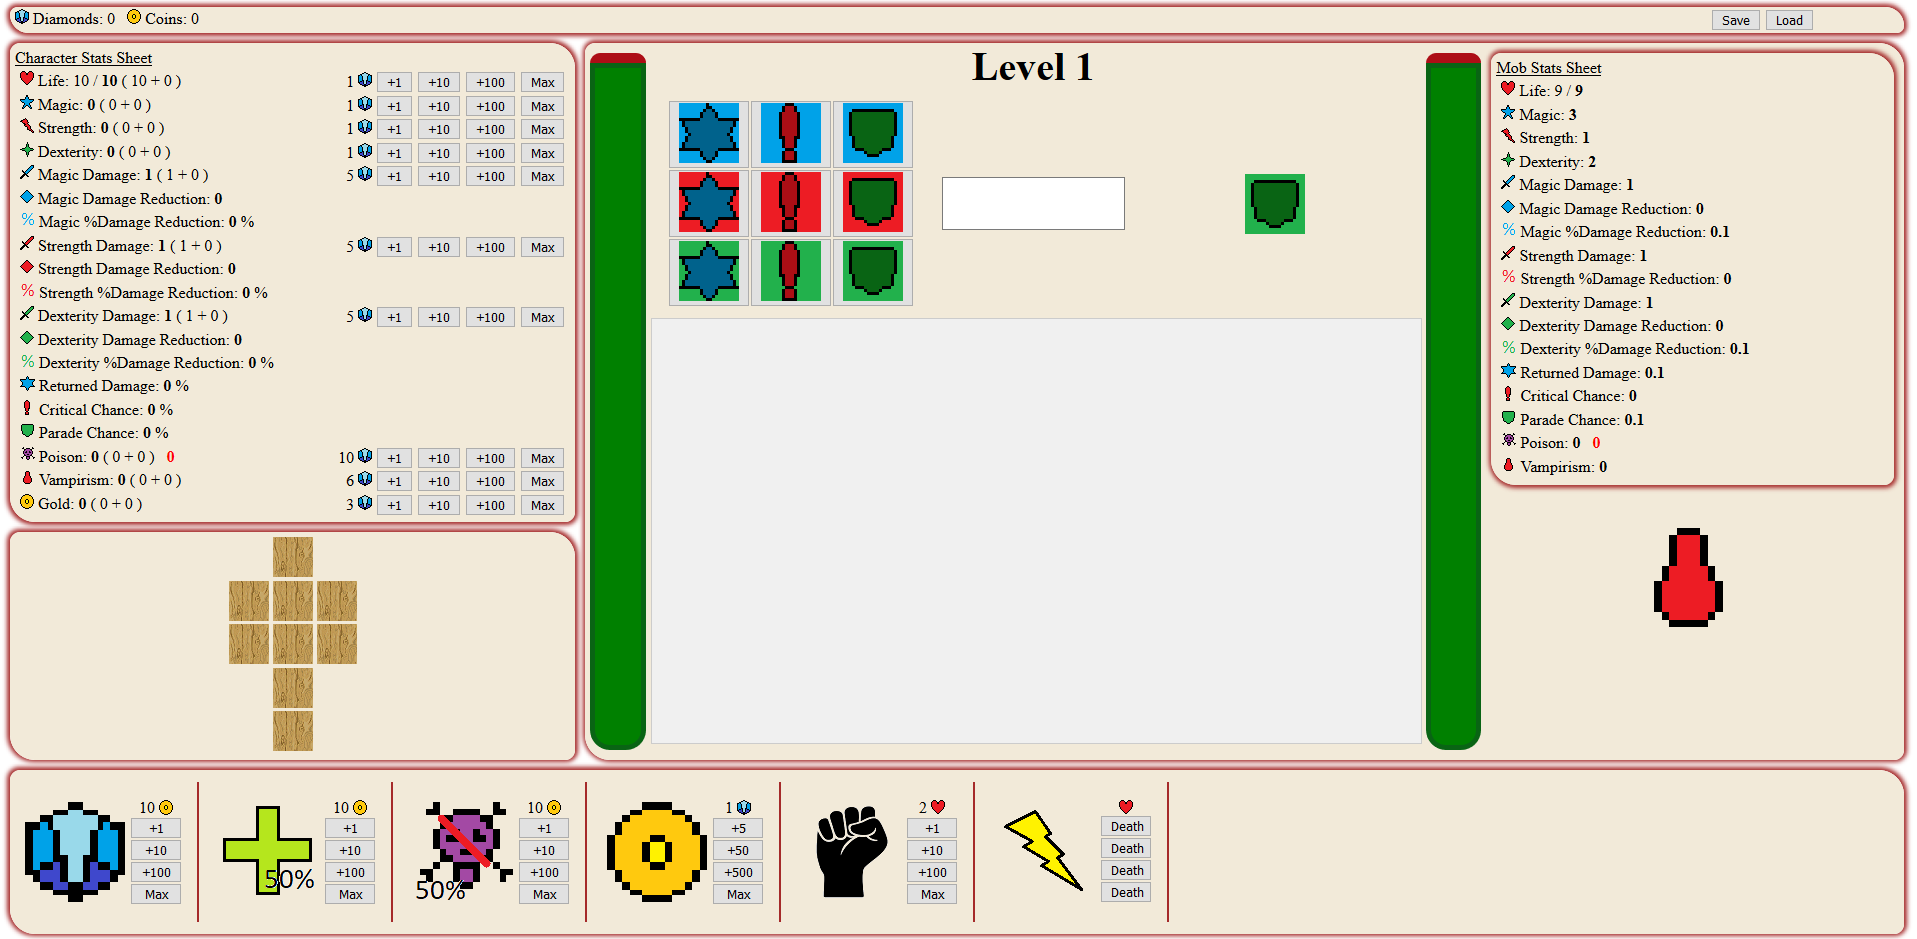 Diamonds: 0 Coins: 0 Save Load
Character Stats Sheet
Life: 10 / 10 ( 10 + 0 ) 1 +1 +10 +100 Max
Magic: 0 ( 0 + 0 ) 1 +1 +10 +100 Max
Strength: 0 ( 0 + 0 ) 1 +1 +10 +100 Max
Dexterity: 0 ( 0 + 0 ) 1 +1 +10 +100 Max
Magic Damage: 1 ( 1 + 0 ) 5 +1 +10 +100 Max
Magic Damage Reduction: 0
Magic %Damage Reduction: 0 %
Strength Damage: 1 ( 1 + 0 ) 5 +1 +10 +100 Max
Strength Damage Reduction: 0
Strength %Damage Reduction: 0 %
Dexterity Damage: 1 ( 1 + 0 ) 5 +1 +10 +100 Max
Dexterity Damage Reduction: 0
Dexterity %Damage Reduction: 0 %
Returned Damage: 0 %
Critical Chance: 0 %
Parade Chance: 0 %
Poison: 0 ( 0 + 0 ) 0 10 +1 +10 +100 Max
Vampirism: 0 ( 0 + 0 ) 6 +1 +10 +100 Max
Gold: 0 ( 0 + 0 ) 3 +1 +10 +100 Max
Level 1
Mob Stats Sheet
Life: 9 / 9
Magic: 3
Strength: 1
Dexterity: 2
Magic Damage: 1
Magic Damage Reduction: 0
Magic %Damage Reduction: 0.1
Strength Damage: 1
Strength %Damage Reduction: 0
Dexterity Damage: 1
Dexterity Damage Reduction: 0
Dexterity %Damage Reduction: 0.1
Returned Damage: 0.1
Critical Chance: 0
Parade Chance: 0.1
Poison: 0 0
Vampirism: 0
10
+1
+10
+100
Max
50%
10
+1
+10
+100
Max
50%
10
+1
+10
+100
Max
1
+5
+50
+500
Max
2
+1
+10
+100
Max
Death
Death
Death
Death